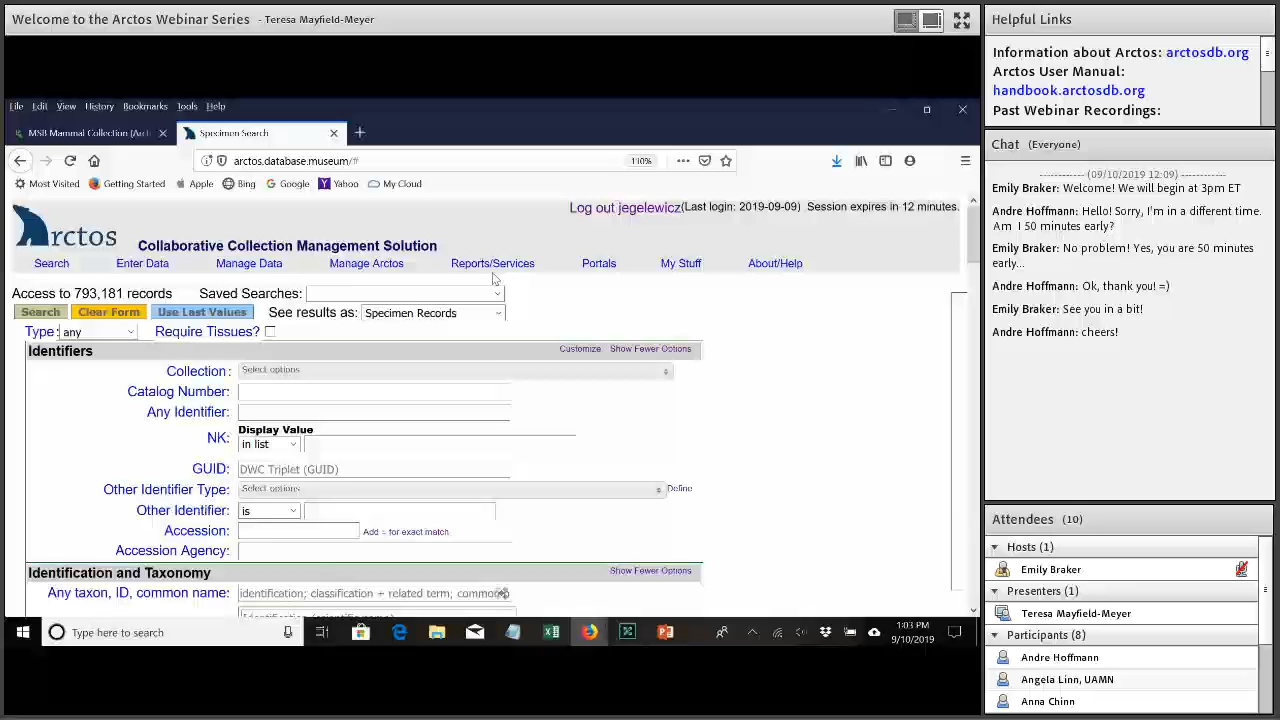 Welcome to the Arctos Webinar Series - Teresa Mayfield-Meyer
File Edit View History Bookmarks Tools Help
MSB Mammal Collection (Arct
Specimen Search
arctos.database.museum/#
110%
Most Visited Getting Started Apple Bing Google Yahoo My Cloud
Log out jegelewicz(Last login: 2019-09-09) Session expires in 12 minutes.
Arctos
Collaborative Collection Management Solution
Search Enter Data Manage Data Manage Arctos Reports/Services Portals My Stuff About/Help
Access to 793,181 records Saved Searches:
Search Clear Form Use Last Values See results as: Specimen Records
Type: any Require Tissues?
Identifiers Customize Show Fewer Options
Collection: Select options
Catalog Number:
Any Identifier:
Display Value
NK: in list
GUID: DWC Triplet (GUID)
Other Identifier Type: Select options Define
Other Identifier: is
Accession: Add = for exact match
Accession Agency:
Identification and Taxonomy Show Fewer Options
Any taxon, ID, common name: identification; classification + related term; common
Type here to search
1:03 PM
9/10/2019
Helpful Links
Information about Arctos: arctosdb.org
Arctos User Manual:
handbook.arctosdb.org
Past Webinar Recordings:
Chat (Everyone)
------------ (09/10/2019 12:09) ------------
Emily Braker: Welcome! We will begin at 3pm ET
Andre Hoffmann: Hello! Sorry, I'm in a different time.
Am I 50 minutes early?
Emily Braker: No problem! Yes, you are 50 minutes
early...
Andre Hoffmann: Ok, thank you! =)
Emily Braker: See you in a bit!
Andre Hoffmann: cheers!
Attendees (10)
Hosts (1)
Emily Braker
Presenters (1)
Teresa Mayfield-Meyer
Participants (8)
Andre Hoffmann
Angela Linn, UAMN
Anna Chinn